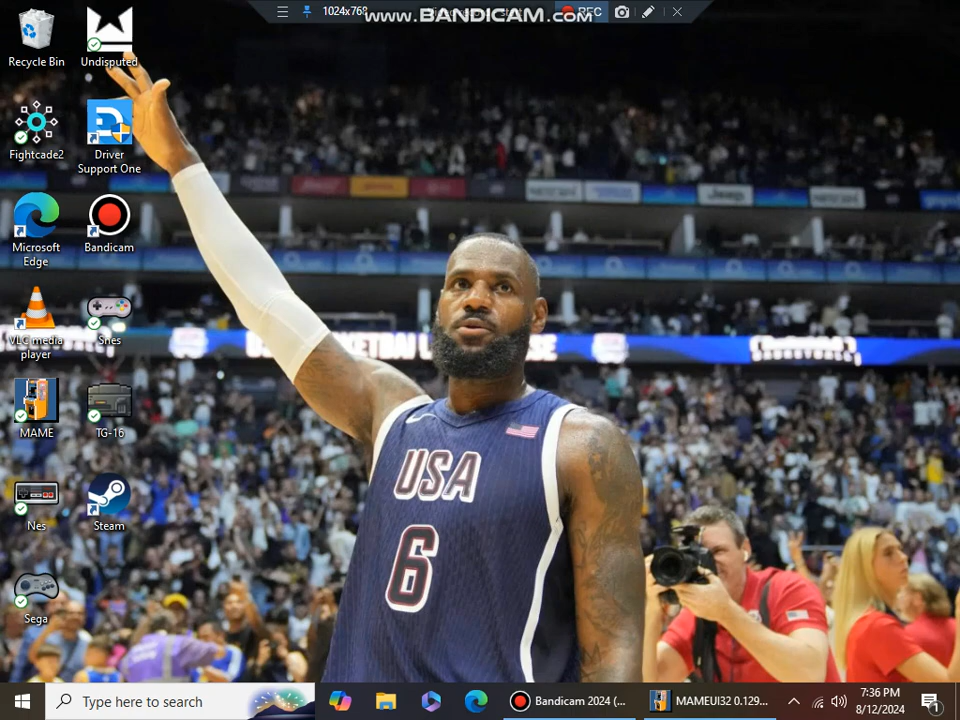 1024x768
www.BANDICAM.com
REC
Recycle Bin
Undisputed
Fightcade2
Driver
Support One
Microsoft
Edge
Bandicam
VLC media
player
Snes
MAME
TG-16
Nes
Steam
Sega
USA
6
Jeep
Type here to search
Bandicam 2024 (...
MAMEUI32 0.129...
7:36 PM
8/12/2024
1